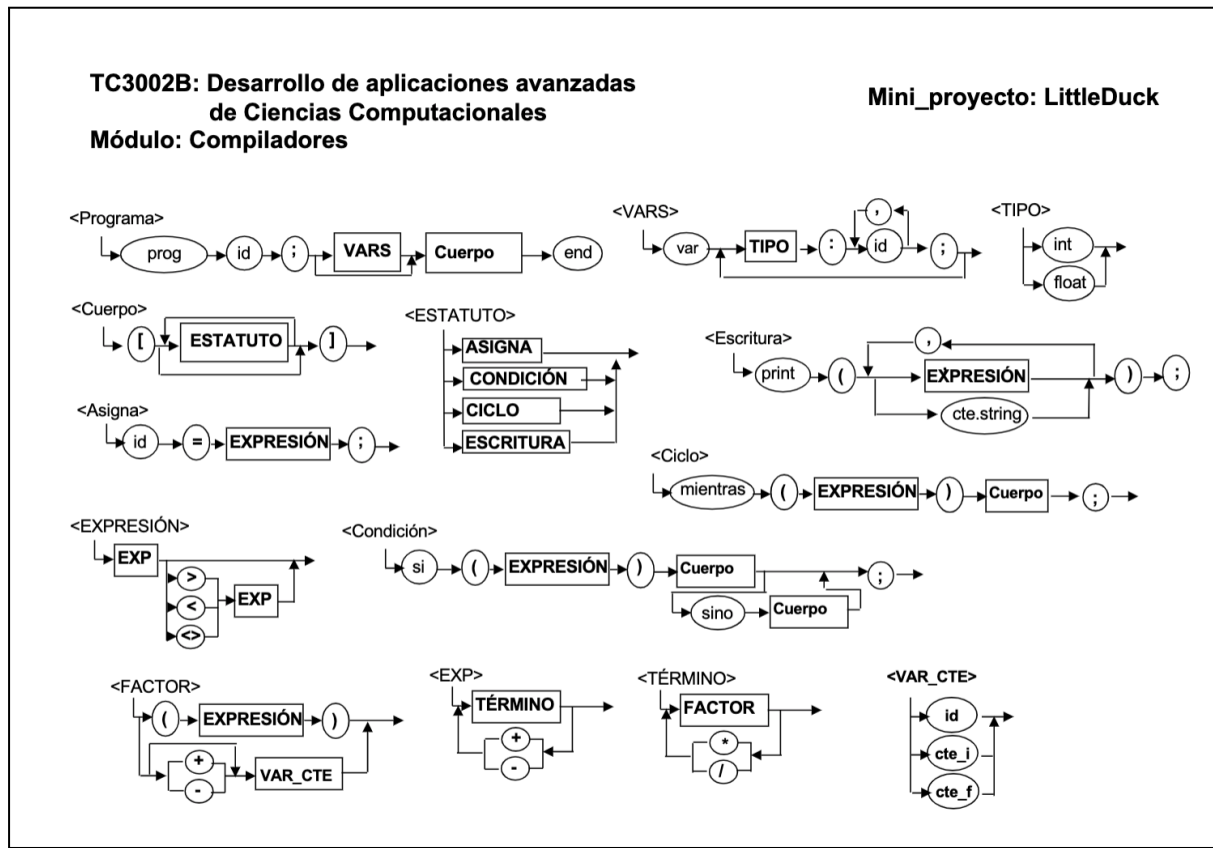 TC3002B: Desarrollo de aplicaciones avanzadas
de Ciencias Computacionales
Módulo: Compiladores
Mini_proyecto: LittleDuck
<Programa>
prog id ; VARS Cuerpo end
<VARS>
,
var TIPO : id ;
<TIPO>
int
float
<Cuerpo>
[ ESTATUTO ]
<ESTATUTO>
ASIGNA
CONDICIÓN
CICLO
ESCRITURA
<Escritura>
,
print ( EXPRESIÓN ) ;
cte.string
<Asigna>
id = EXPRESIÓN ;
<Ciclo>
mientras ( EXPRESIÓN ) Cuerpo ;
<EXPRESIÓN>
EXP
>
<
<>
EXP
<Condición>
si ( EXPRESIÓN ) Cuerpo ;
sino Cuerpo
<FACTOR>
( EXPRESIÓN )
+
-
VAR_CTE
<EXP>
TÉRMINO
+
-
<TÉRMINO>
FACTOR
*
/
<VAR_CTE>
id
cte_i
cte_f